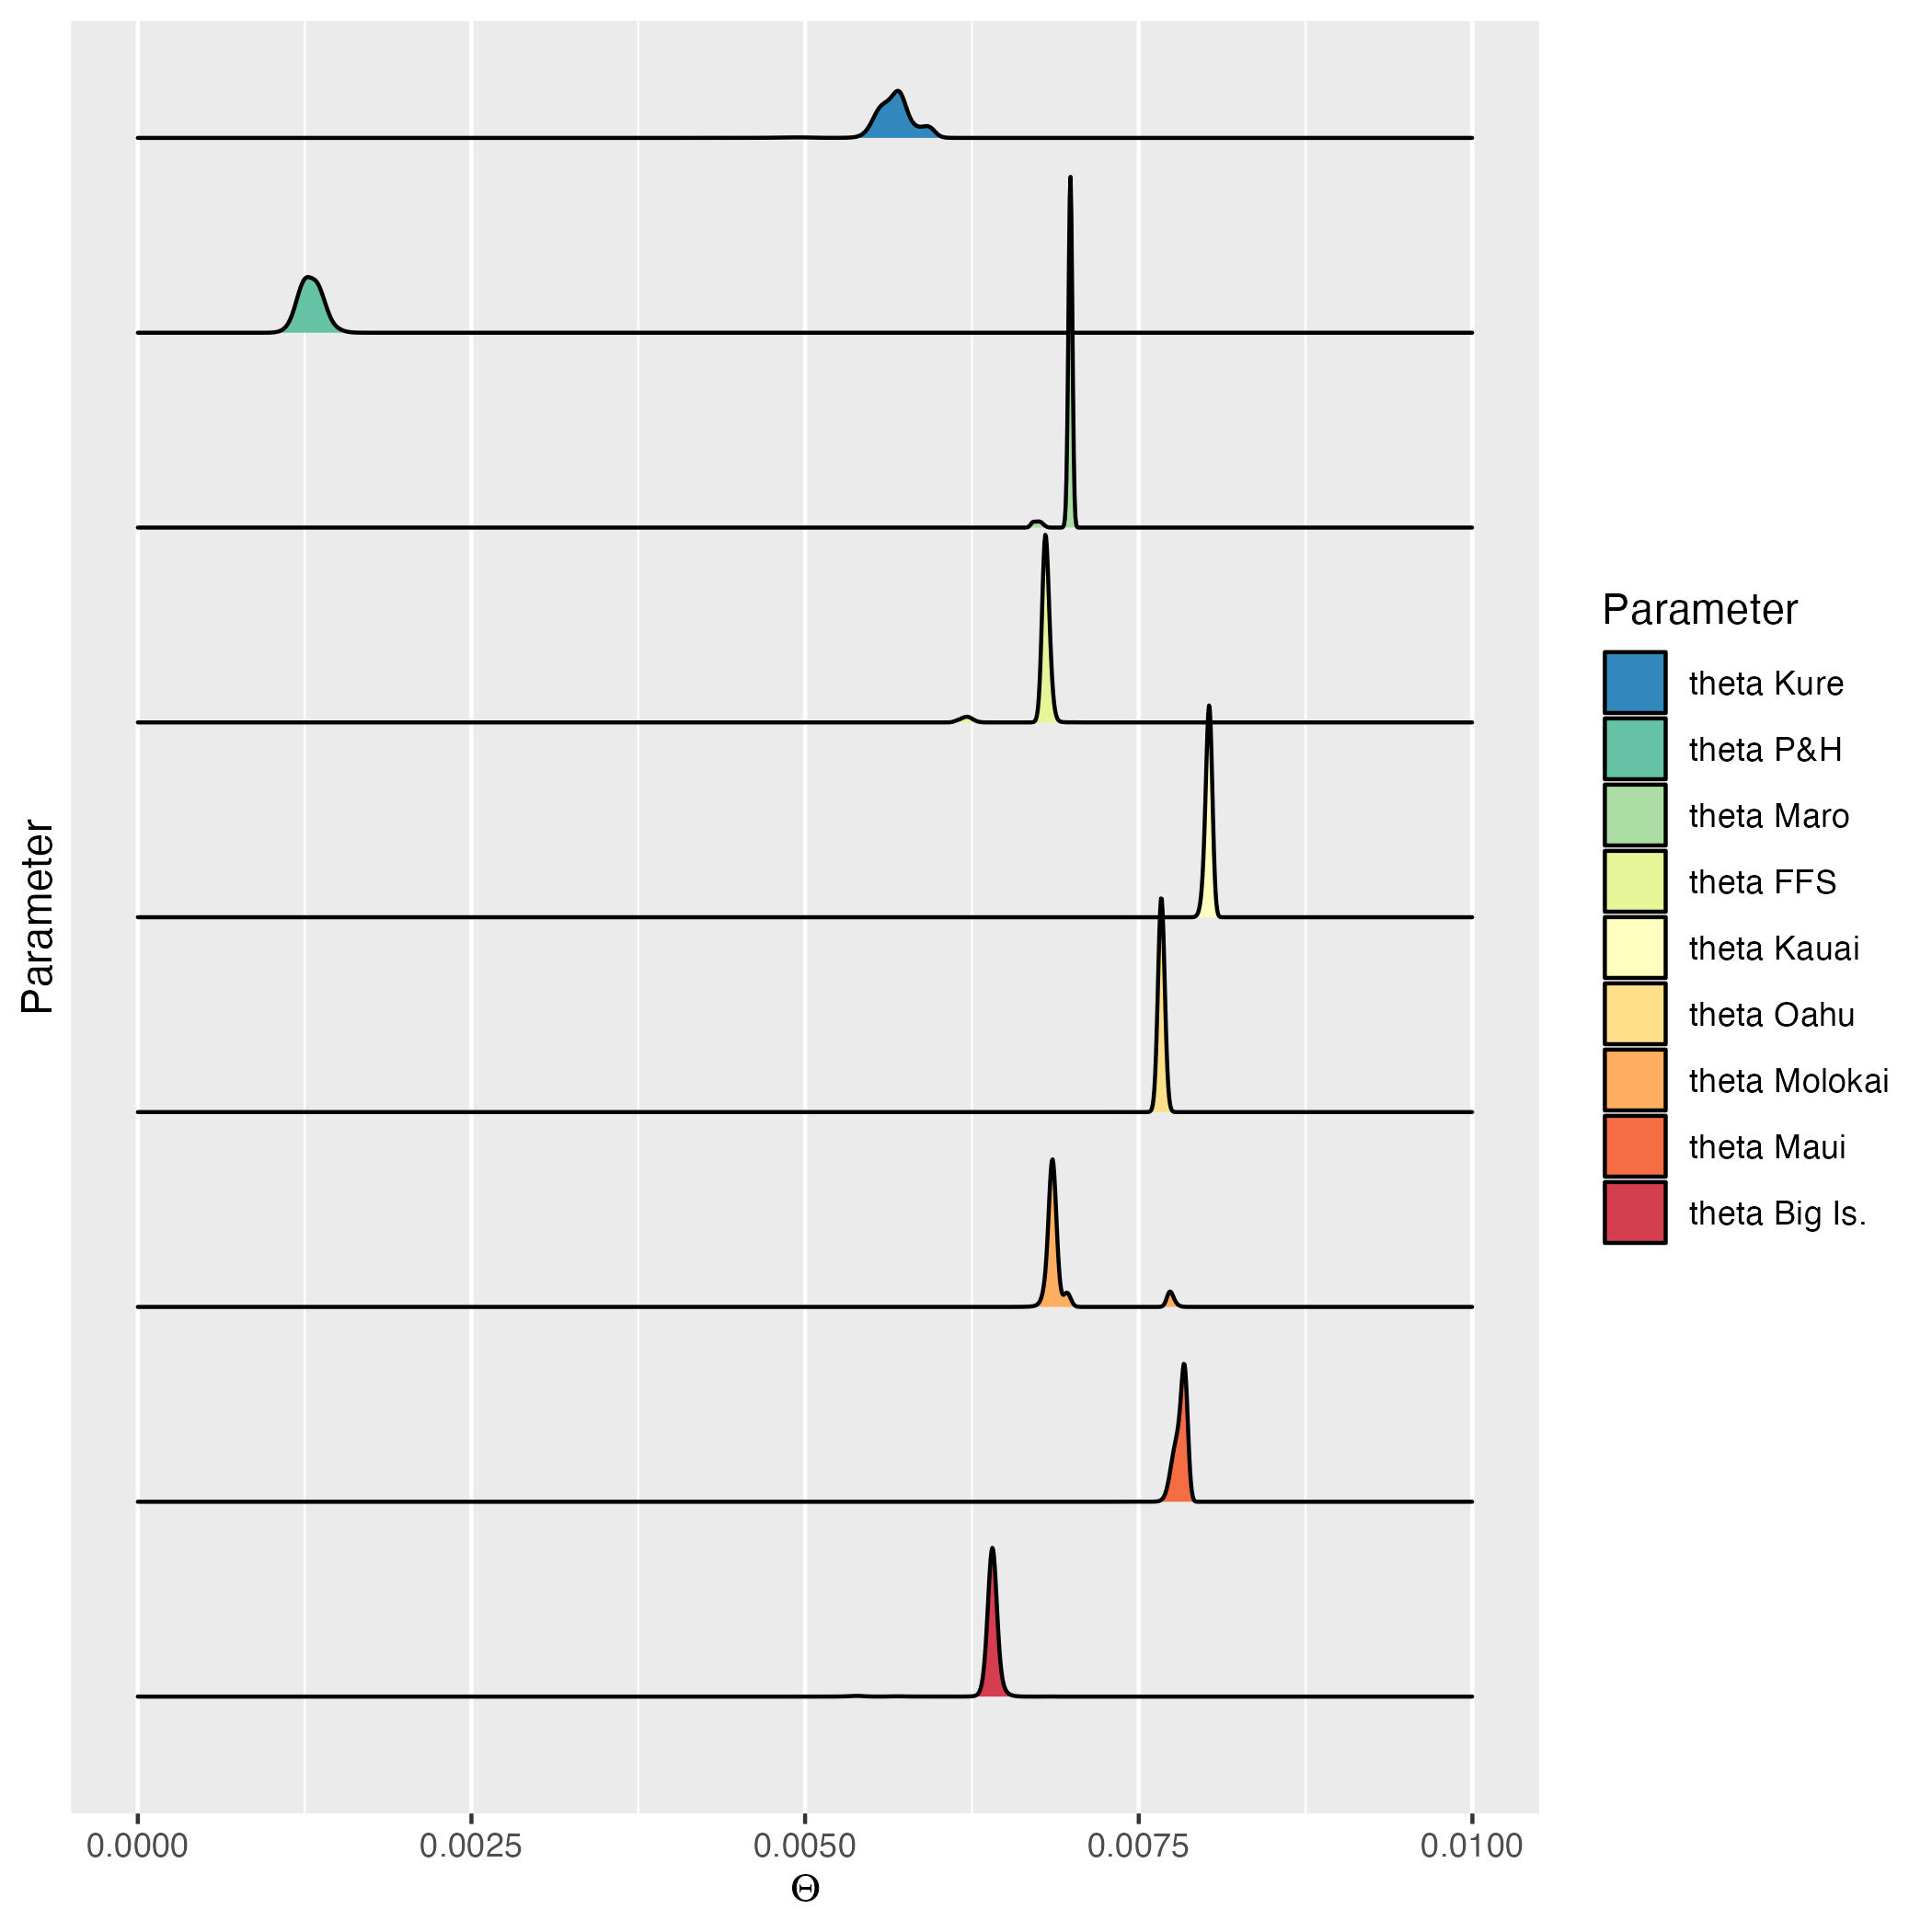 Parameter
0.0000 0.0025 0.0050 0.0075 0.0100
Θ
Parameter
theta Kure
theta P&H
theta Maro
theta FFS
theta Kauai
theta Oahu
theta Molokai
theta Maui
theta Big Is.